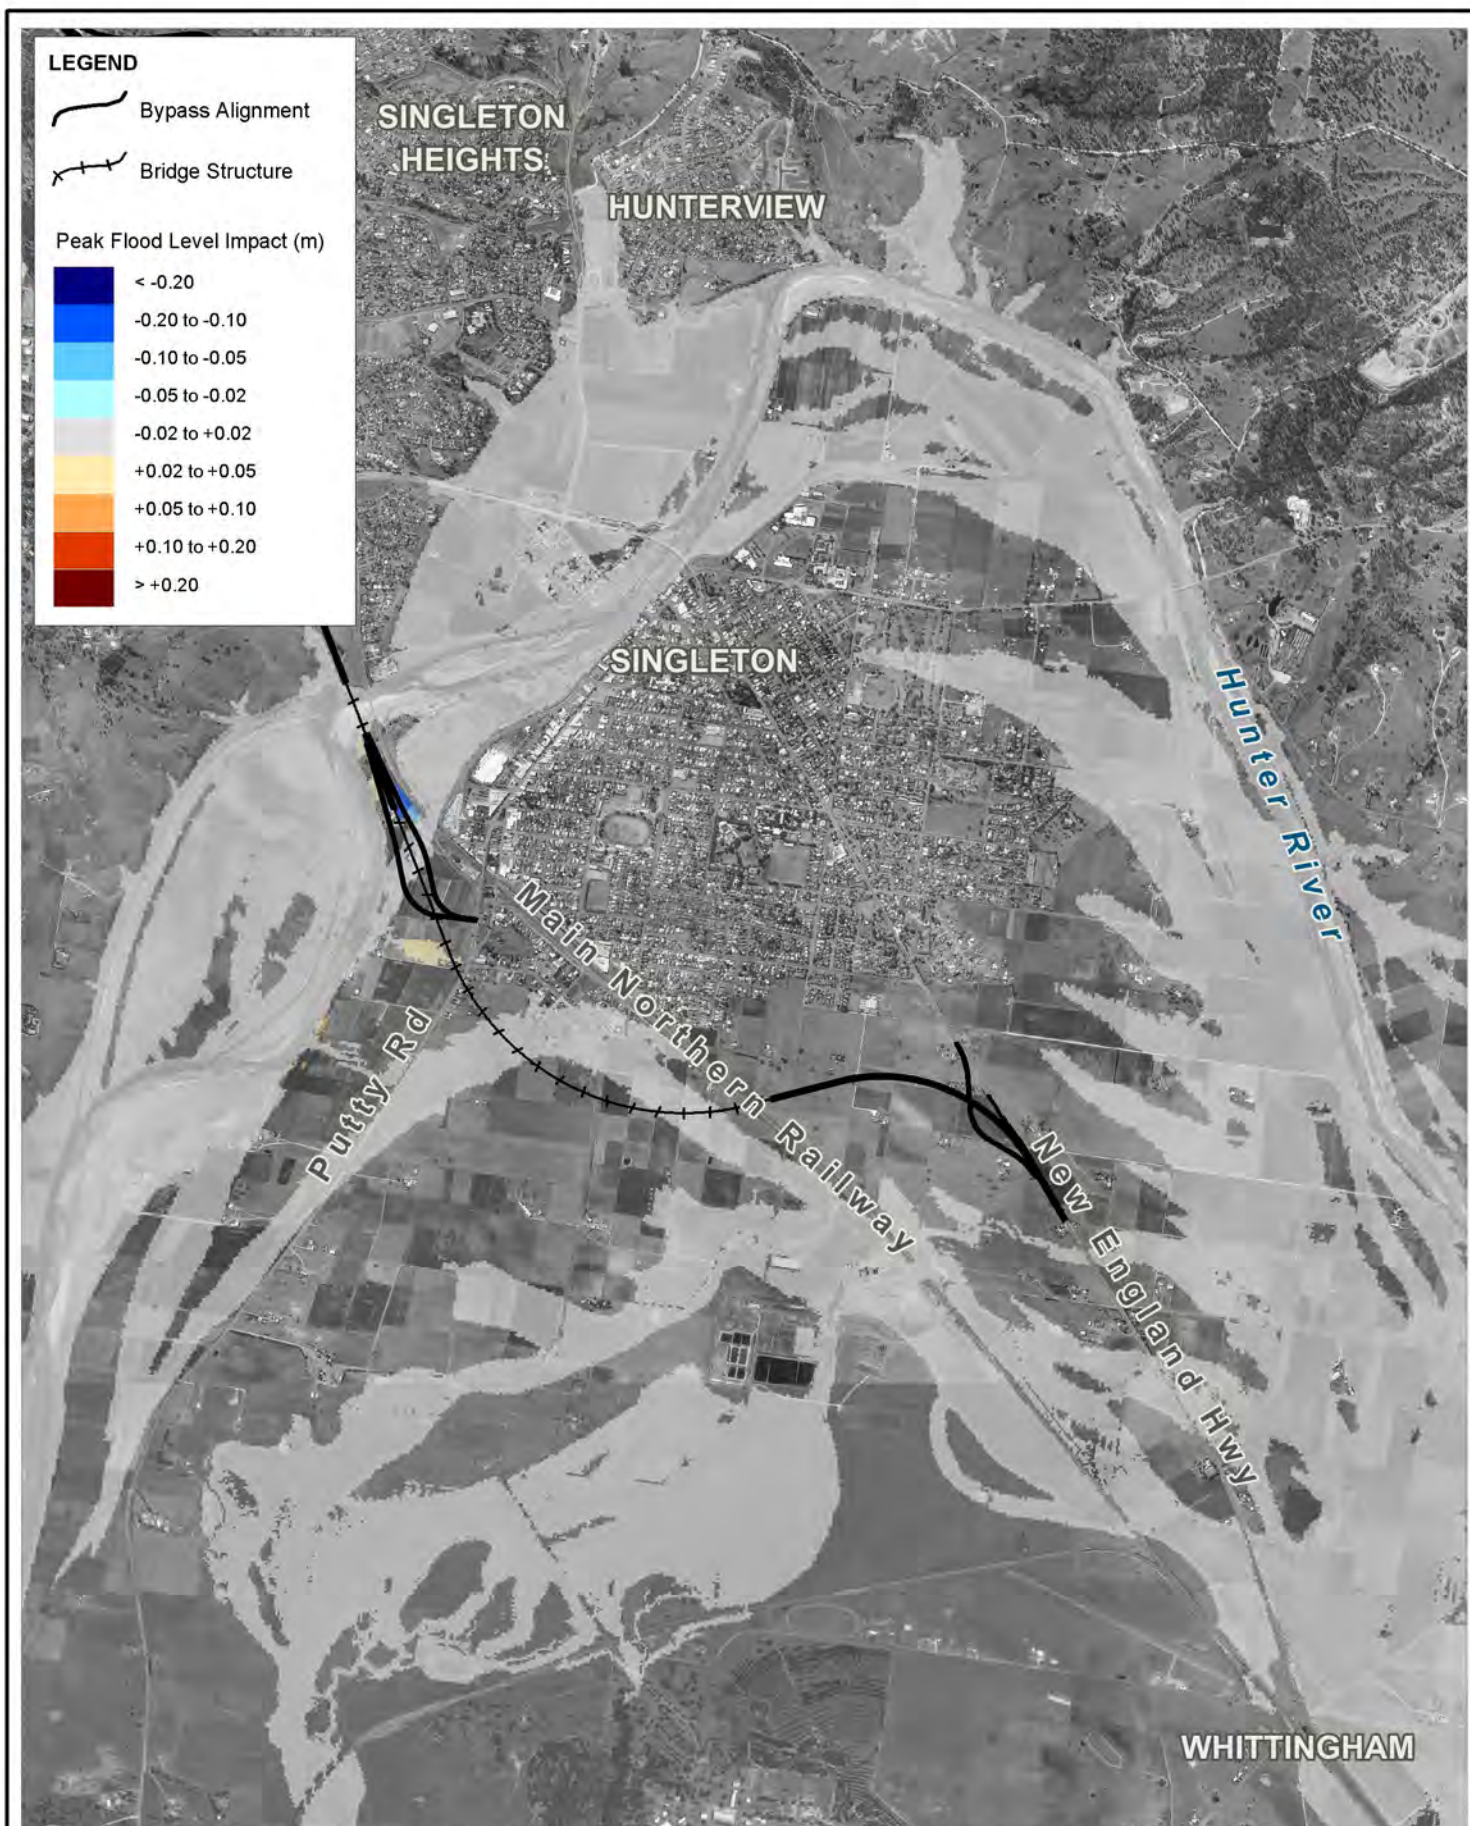 LEGEND
Bypass Alignment
Bridge Structure
Peak Flood Level Impact (m)
< -0.20
-0.20 to -0.10
-0.10 to -0.05
-0.05 to -0.02
-0.02 to +0.02
+0.02 to +0.05
+0.05 to +0.10
+0.10 to +0.20
> +0.20
SINGLETON
HEIGHTS
HUNTERVIEW
SINGLETON
Hunter River
Main Northern Railway
Putty Rd
New England Hwy
WHITTINGHAM